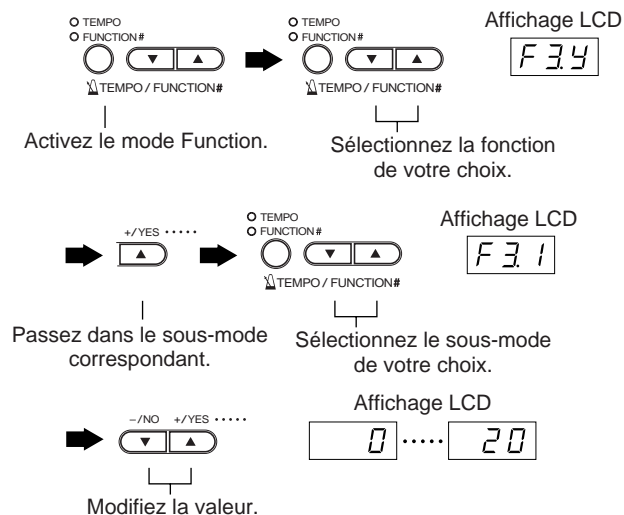 TEMPO
FUNCTION#
TEMPO / FUNCTION#
Activez le mode Function.
TEMPO
FUNCTION#
TEMPO / FUNCTION#
Sélectionnez la fonction
de votre choix.
Affichage LCD
F 3.Y
+/YES
Passez dans le sous-mode
correspondant.
TEMPO
FUNCTION#
TEMPO / FUNCTION#
Sélectionnez le sous-mode
de votre choix.
Affichage LCD
F 3.1
–/NO +/YES
Modifiez la valeur.
Affichage LCD
0 ····· 20